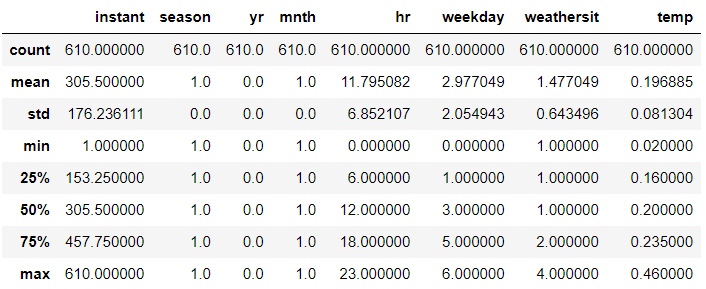 instant season yr mnth hr weekday weathersit temp
count 610.000000 610.0 610.0 610.0 610.000000 610.000000 610.000000 610.000000
mean 305.500000 1.0 0.0 1.0 11.795082 2.977049 1.477049 0.196885
std 176.236111 0.0 0.0 0.0 6.852107 2.054943 0.643496 0.081304
min 1.000000 1.0 0.0 1.0 0.000000 0.000000 1.000000 0.020000
25% 153.250000 1.0 0.0 1.0 6.000000 1.000000 1.000000 0.160000
50% 305.500000 1.0 0.0 1.0 12.000000 3.000000 1.000000 0.200000
75% 457.750000 1.0 0.0 1.0 18.000000 5.000000 2.000000 0.235000
max 610.000000 1.0 0.0 1.0 23.000000 6.000000 4.000000 0.460000